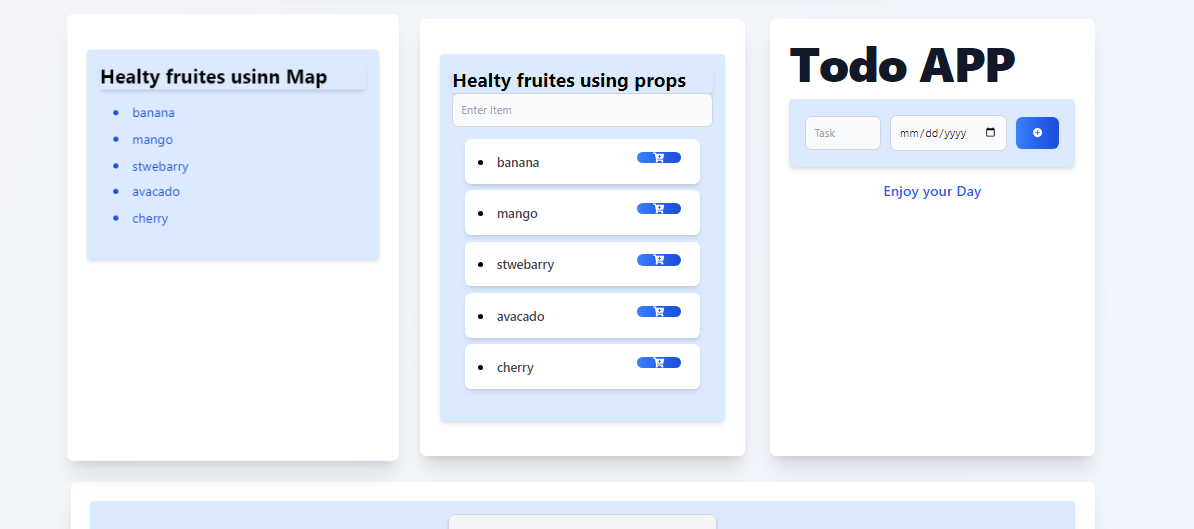 Healty fruites usinn Map
banana
mango
stwebarry
avacado
cherry
Healty fruites using props
Enter Item
banana
mango
stwebarry
avacado
cherry
Todo APP
Task
mm/dd/yyyy
Enjoy your Day